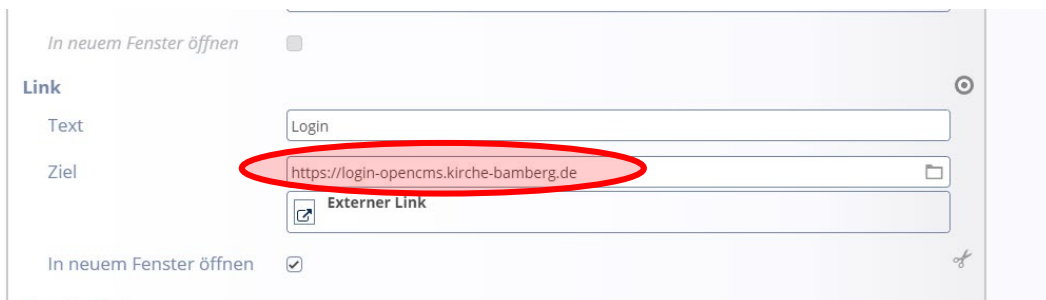 In neuem Fenster öffnen
Link
Text Login
Ziel https://login-opencms.kirche-bamberg.de
Externer Link
In neuem Fenster öffnen